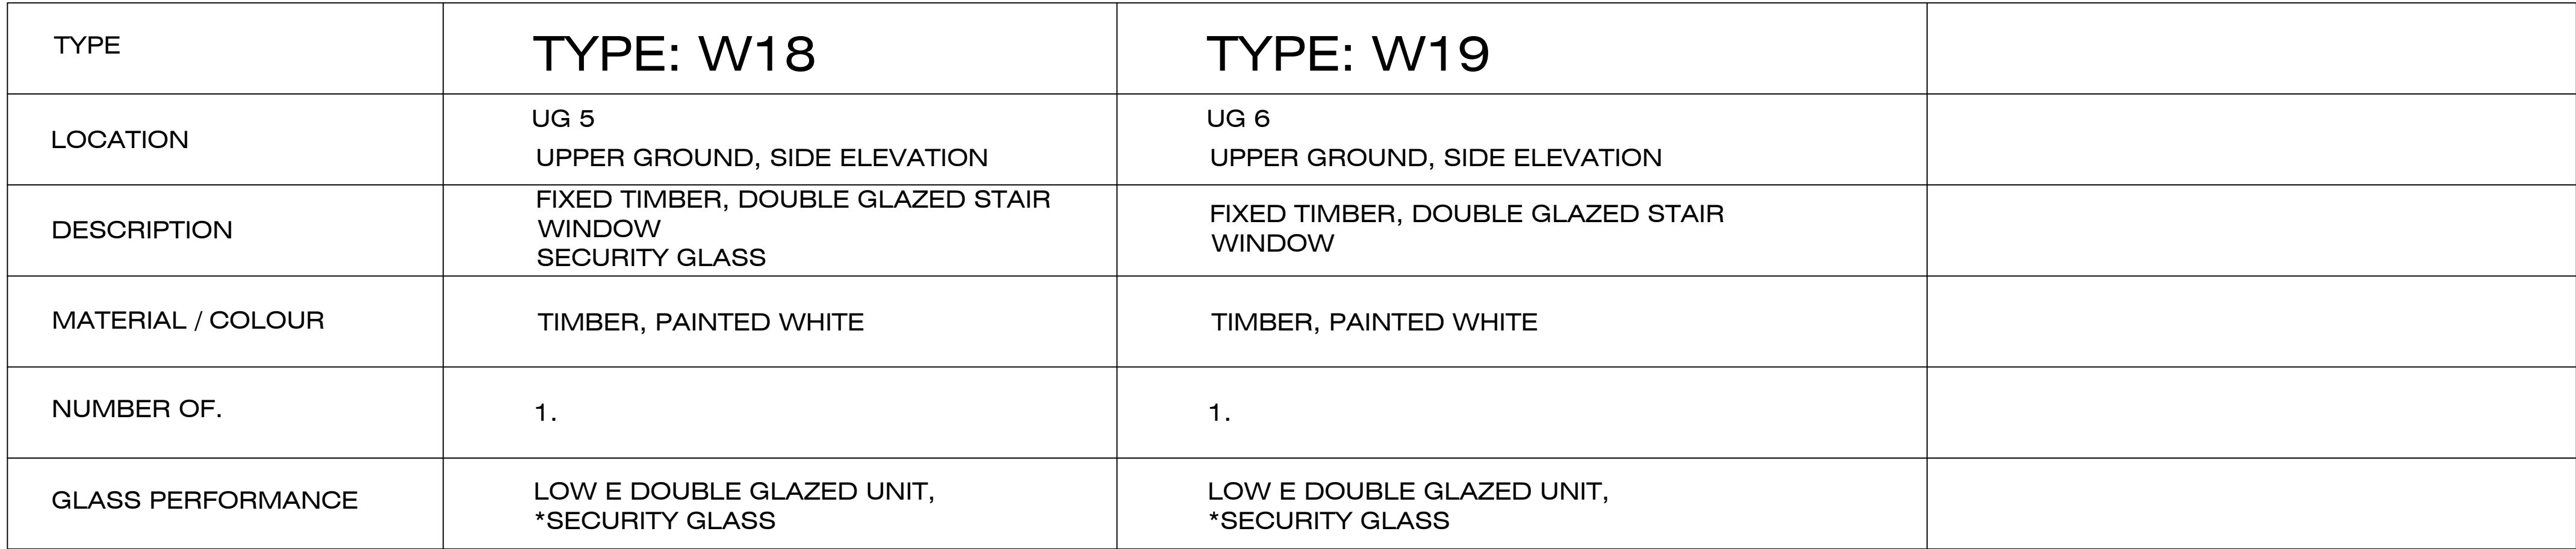 TYPE
TYPE: W18
TYPE: W19
LOCATION
UG 5
UPPER GROUND, SIDE ELEVATION
UG 6
UPPER GROUND, SIDE ELEVATION
DESCRIPTION
FIXED TIMBER, DOUBLE GLAZED STAIR
WINDOW
SECURITY GLASS
FIXED TIMBER, DOUBLE GLAZED STAIR
WINDOW
MATERIAL / COLOUR
TIMBER, PAINTED WHITE
TIMBER, PAINTED WHITE
NUMBER OF.
1.
1.
GLASS PERFORMANCE
LOW E DOUBLE GLAZED UNIT,
*SECURITY GLASS
LOW E DOUBLE GLAZED UNIT,
*SECURITY GLASS